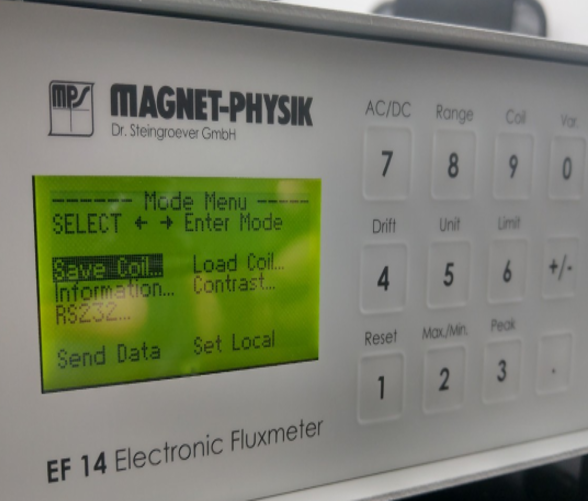 MPS MAGNET-PHYSIK
Dr. Steingroever GmbH
------ Mode Menu ------
SELECT ← → Enter Mode
Save Coil... Load Coil...
Information... Contrast...
RS232...
Send Data Set Local
EF 14 Electronic Fluxmeter
AC/DC Range Coil Var.
7 8 9 0
Drift Unit Limit
4 5 6 +/-
Reset Max./Min. Peak
1 2 3 .